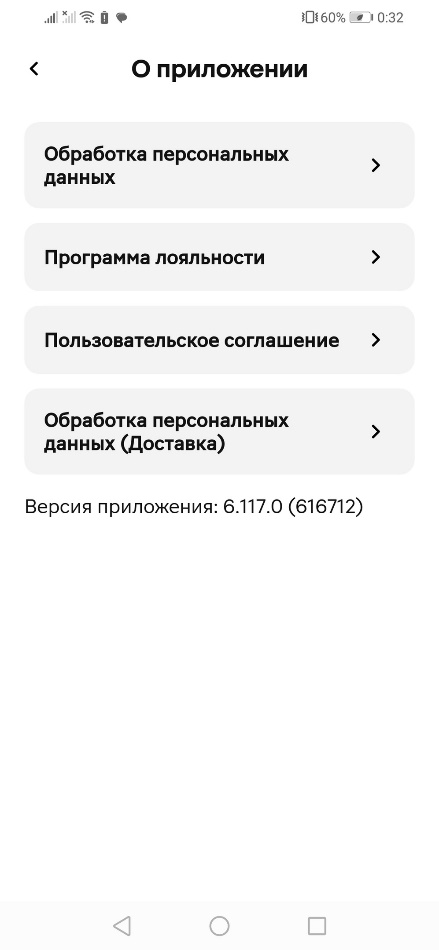 60% 0:32
О приложении
Обработка персональных
данных
Программа лояльности
Пользовательское соглашение
Обработка персональных
данных (Доставка)
Версия приложения: 6.117.0 (616712)